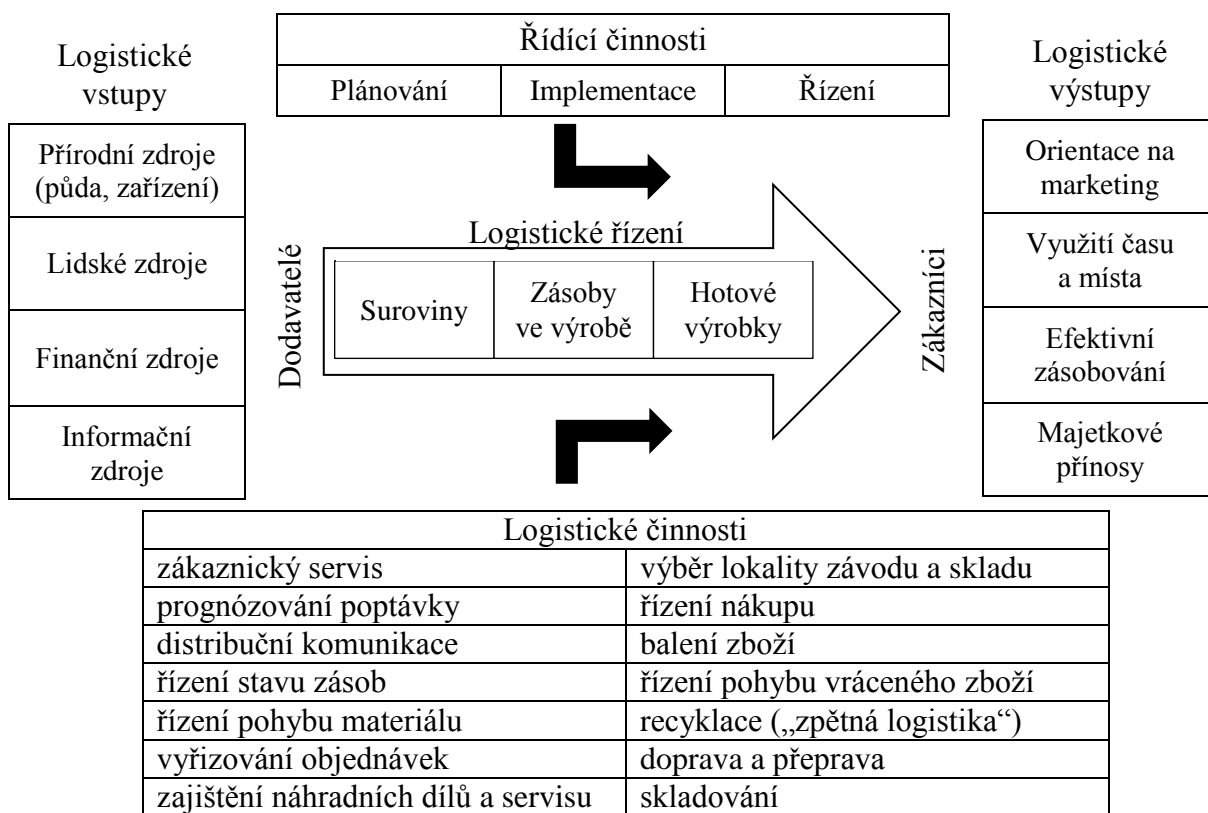 Logistické
vstupy
Přírodní zdroje
(půda, zařízení)
Lidské zdroje
Finanční zdroje
Informační
zdroje
Řídící činnosti
Plánování
Implementace
Řízení
Dodavatelé
Logistické řízení
Suroviny
Zásoby
ve výrobě
Hotové
výrobky
Zákazníci
Logistické
výstupy
Orientace na
marketing
Využití času
a místa
Efektivní
zásobování
Majetkové
přínosy
Logistické činnosti
zákaznický servis
výběr lokality závodu a skladu
prognózování poptávky
řízení nákupu
distribuční komunikace
balení zboží
řízení stavu zásob
řízení pohybu vráceného zboží
řízení pohybu materiálu
recyklace („zpětná logistika“)
vyřizování objednávek
doprava a přeprava
zajištění náhradních dílů a servisu
skladování